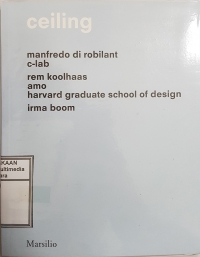 ceiling
manfredo di robilant
c-lab
rem koolhaas
amo
harvard graduate school of design
irma boom
KAAN
ultimedia
Marsilio